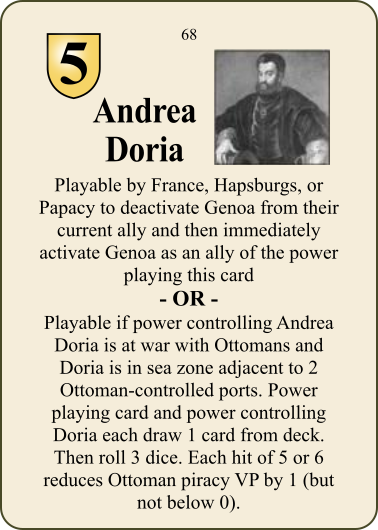 68
5
Andrea
Doria
Playable by France, Hapsburgs, or
Papacy to deactivate Genoa from their
current ally and then immediately
activate Genoa as an ally of the power
playing this card
- OR -
Playable if power controlling Andrea
Doria is at war with Ottomans and
Doria is in sea zone adjacent to 2
Ottoman-controlled ports. Power
playing card and power controlling
Doria each draw 1 card from deck.
Then roll 3 dice. Each hit of 5 or 6
reduces Ottoman piracy VP by 1 (but
not below 0).